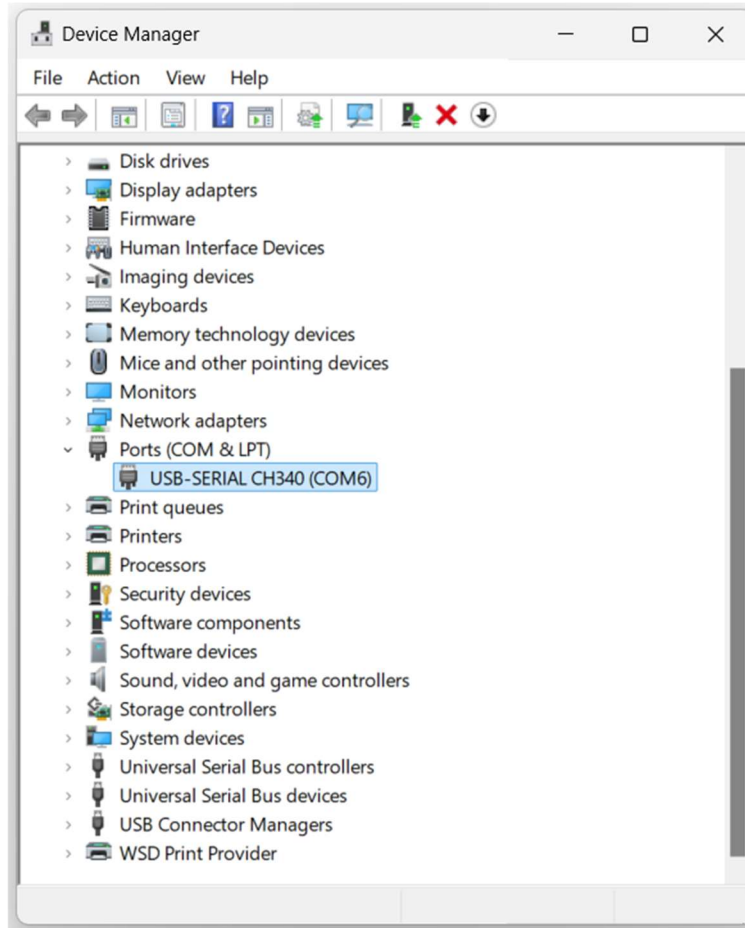 Device Manager
File Action View Help
Disk drives
Display adapters
Firmware
Human Interface Devices
Imaging devices
Keyboards
Memory technology devices
Mice and other pointing devices
Monitors
Network adapters
Ports (COM & LPT)
USB-SERIAL CH340 (COM6)
Print queues
Printers
Processors
Security devices
Software components
Software devices
Sound, video and game controllers
Storage controllers
System devices
Universal Serial Bus controllers
Universal Serial Bus devices
USB Connector Managers
WSD Print Provider